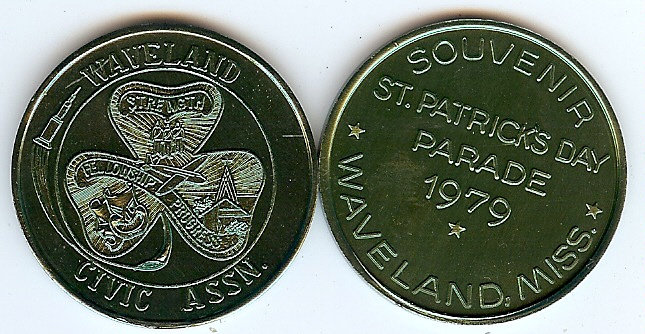 WAVELAND
STRENGTH
FELLOWSHIP
PROGRESS
CIVIC ASSN.
SOUVENIR
ST. PATRICK'S DAY
PARADE
1979
WAVELAND, MISS.